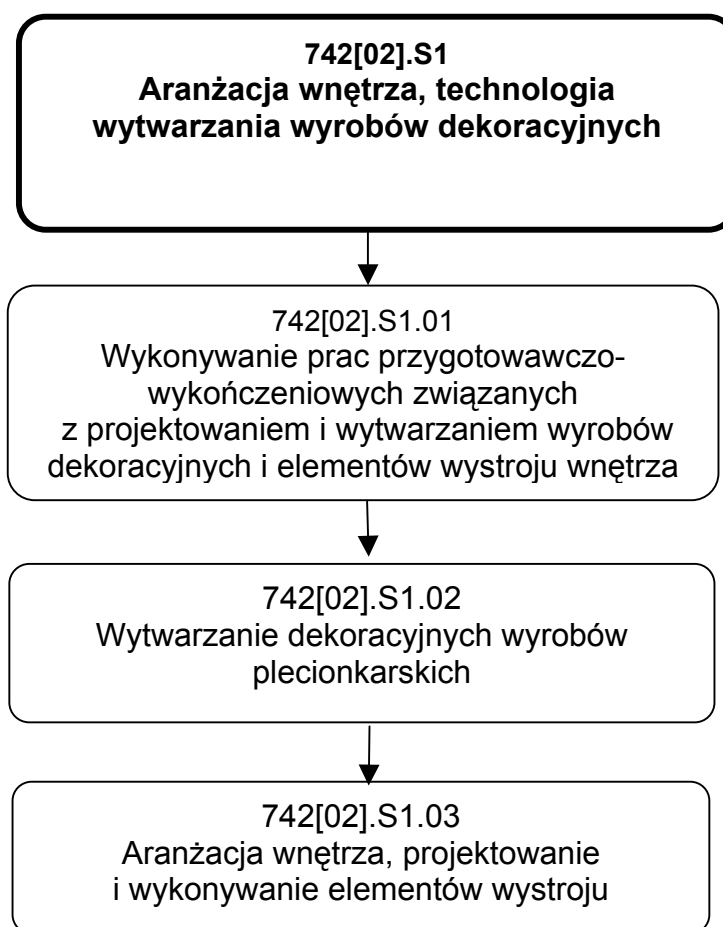 742[02].S1
Aranżacja wnętrza, technologia
wytwarzania wyrobów dekoracyjnych
742[02].S1.01
Wykonywanie prac przygotowawczo-
wykończeniowych związanych
z projektowaniem i wytwarzaniem wyrobów
dekoracyjnych i elementów wystroju wnętrza
742[02].S1.02
Wytwarzanie dekoracyjnych wyrobów
plecionkarskich
742[02].S1.03
Aranżacja wnętrza, projektowanie
i wykonywanie elementów wystroju